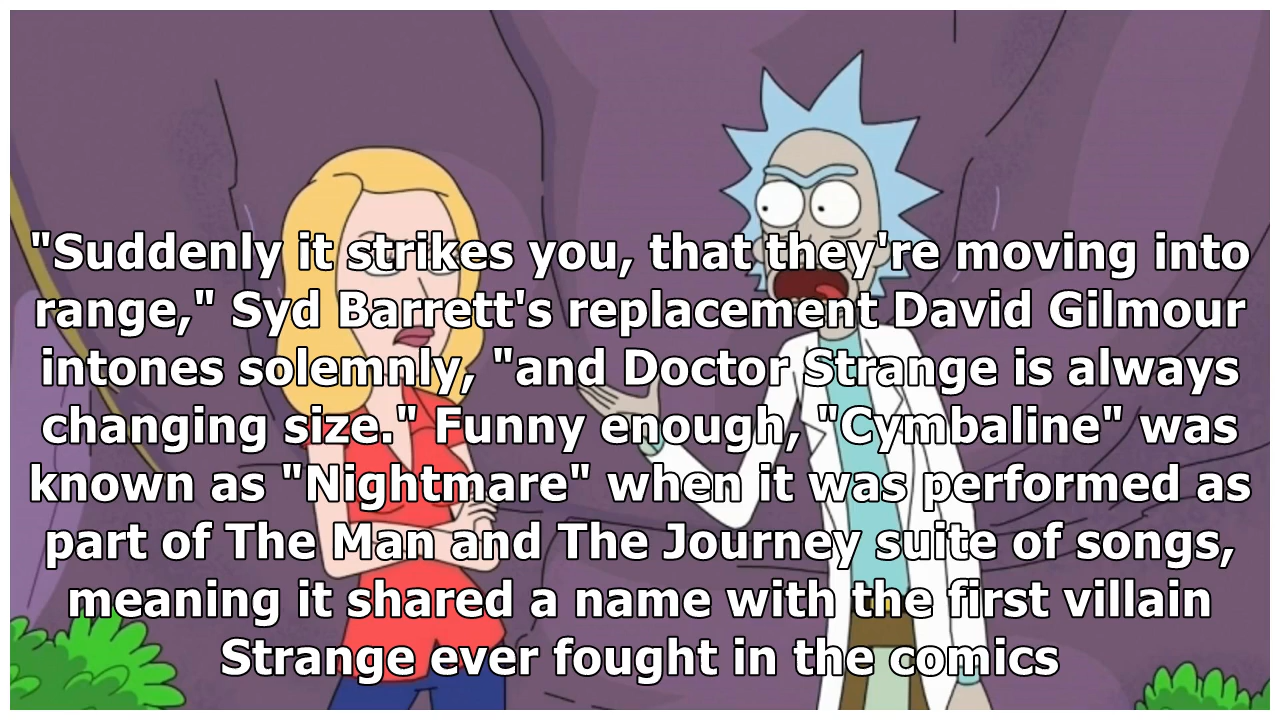 "Suddenly it strikes you, that they're moving into
range," Syd Barrett's replacement David Gilmour
intones solemnly, "and Doctor Strange is always
changing size." Funny enough, "Cymbaline" was
known as "Nightmare" when it was performed as
part of The Man and The Journey suite of songs,
meaning it shared a name with the first villain
Strange ever fought in the comics